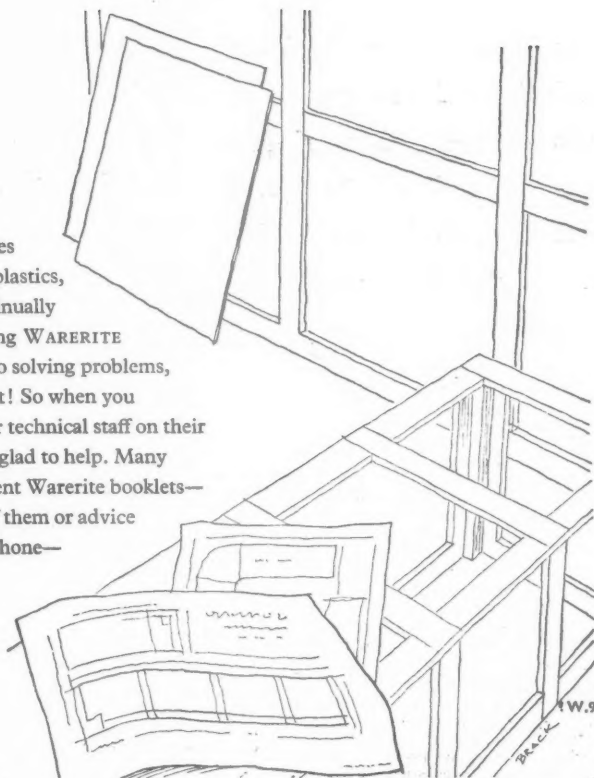 es
plastics,
nually
ng WARERITE
o solving problems,
t! So when you
r technical staff on their
glad to help. Many
ent Warerite booklets—
f them or advice
hone—
W.9
BRACK